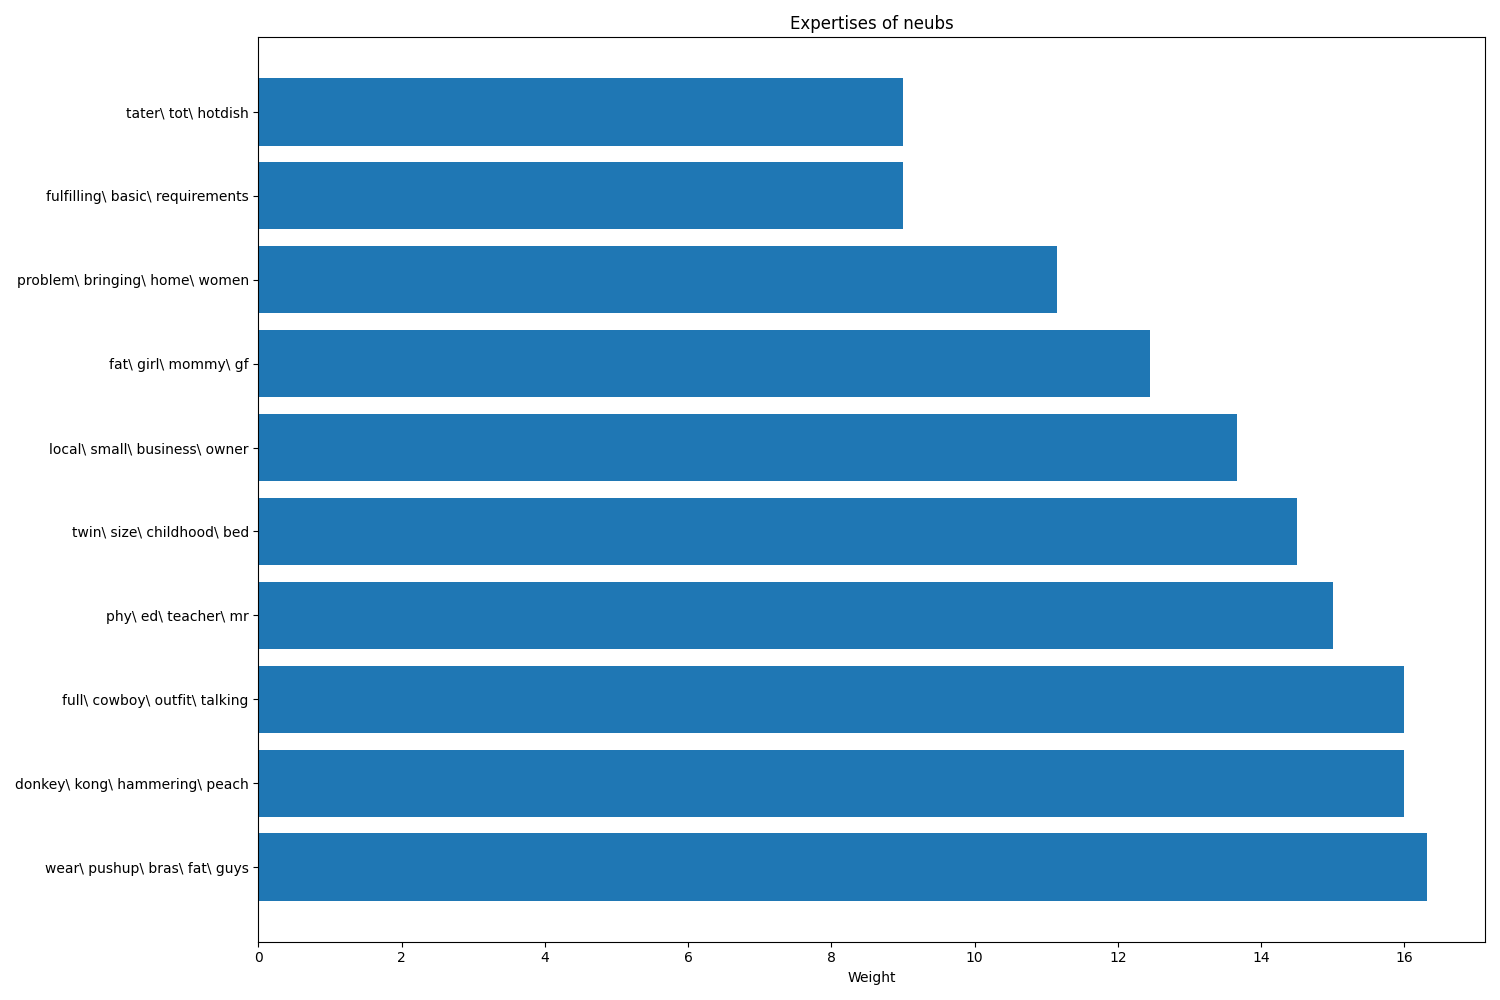 Expertises of neubs
tater\ tot\ hotdish
fulfilling\ basic\ requirements
problem\ bringing\ home\ women
fat\ girl\ mommy\ gf
local\ small\ business\ owner
twin\ size\ childhood\ bed
phy\ ed\ teacher\ mr
full\ cowboy\ outfit\ talking
donkey\ kong\ hammering\ peach
wear\ pushup\ bras\ fat\ guys
0 2 4 6 8 10 12 14 16
Weight